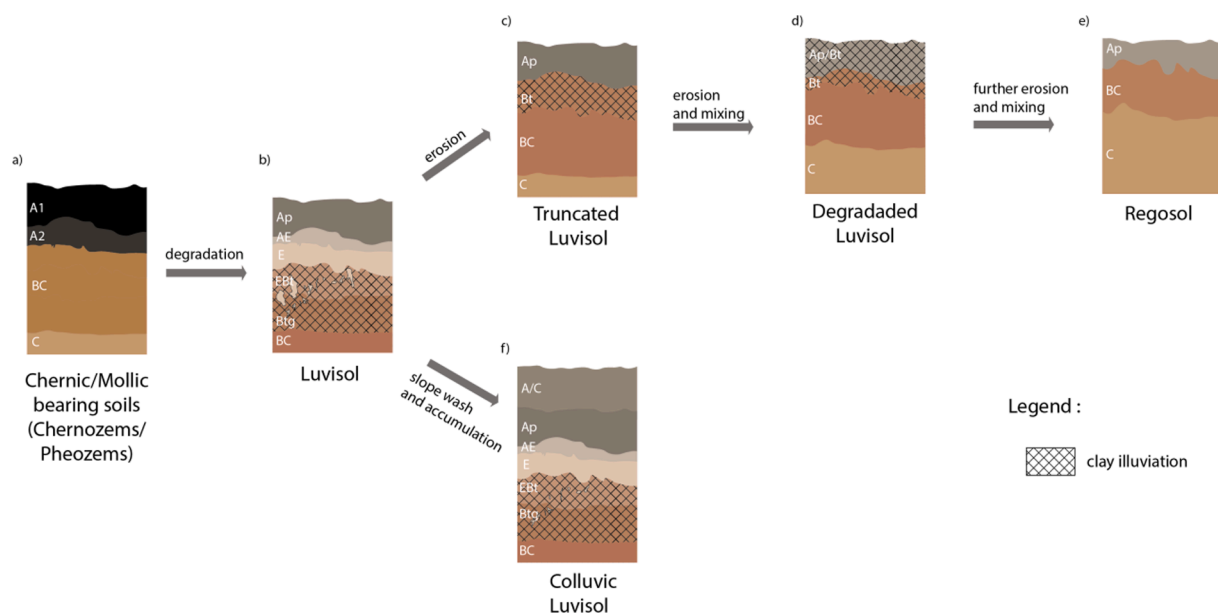 a)
A1
A2
BC
C
Chernic/Mollic
bearing soils
(Chernozems/
Pheozems)
degradation
b)
Ap
AE
E
EBt
Btg
BC
Luvisol
erosion
c)
Ap
Bt
BC
C
Truncated
Luvisol
erosion
and mixing
d)
Ap/Bt
Bt
BC
C
Degradaded
Luvisol
further erosion
and mixing
e)
Ap
BC
C
Regosol
slope wash
and accumulation
f)
A/C
Ap
AE
E
EBt
Btg
BC
Colluvic
Luvisol
Legend :
clay illuviation